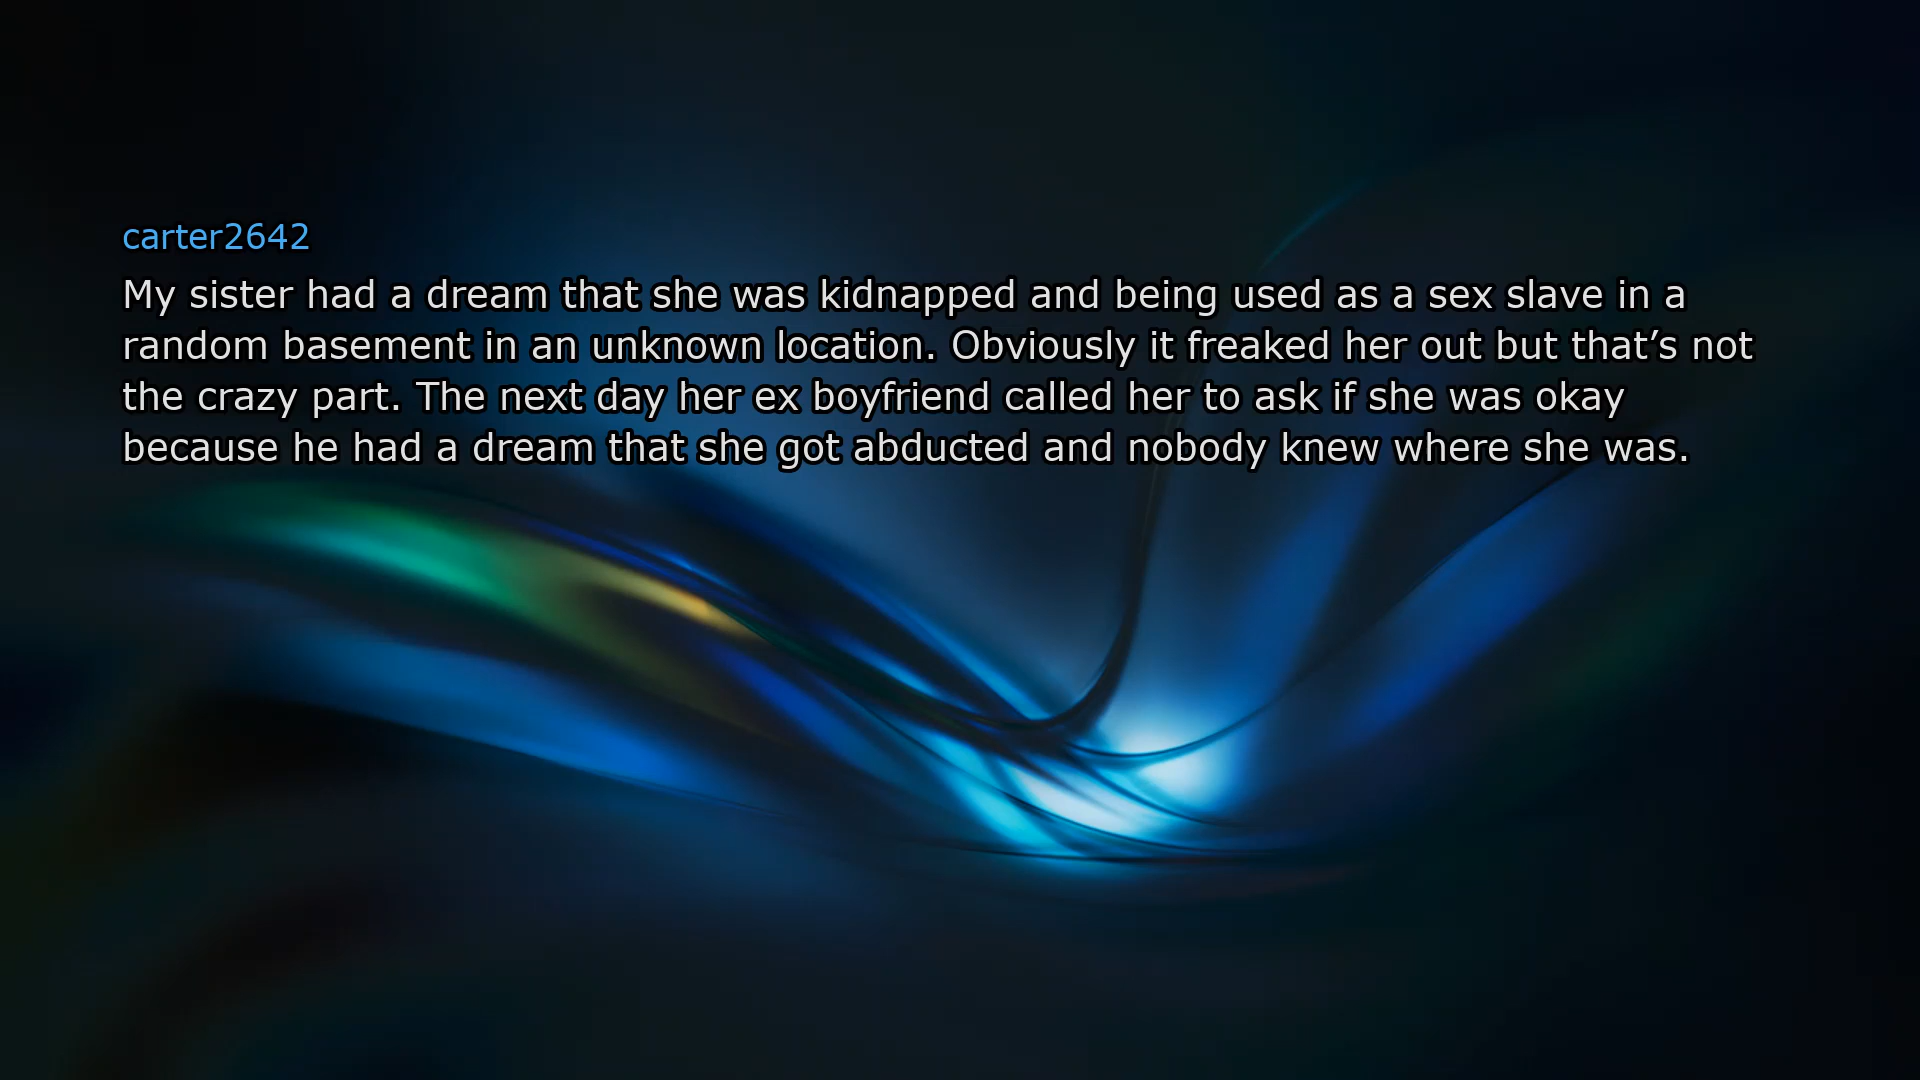 carter2642
My sister had a dream that she was kidnapped and being used as a sex slave in a
random basement in an unknown location. Obviously it freaked her out but that’s not
the crazy part. The next day her ex boyfriend called her to ask if she was okay
because he had a dream that she got abducted and nobody knew where she was.